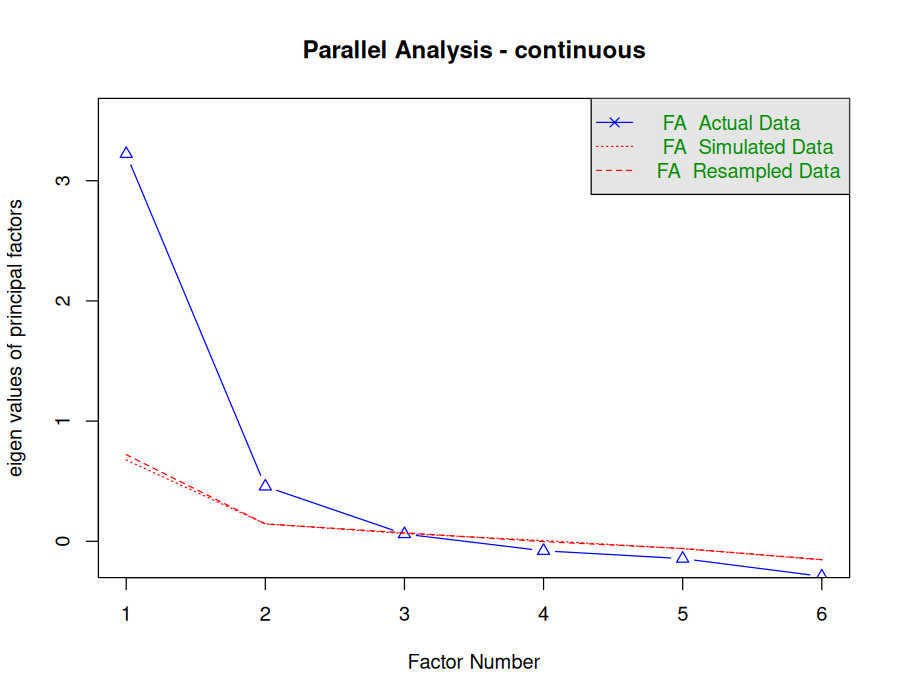 Parallel Analysis - continuous
FA Actual Data
FA Simulated Data
FA Resampled Data
eigen values of principal factors
3
2
1
0
1 2 3 4 5 6
Factor Number